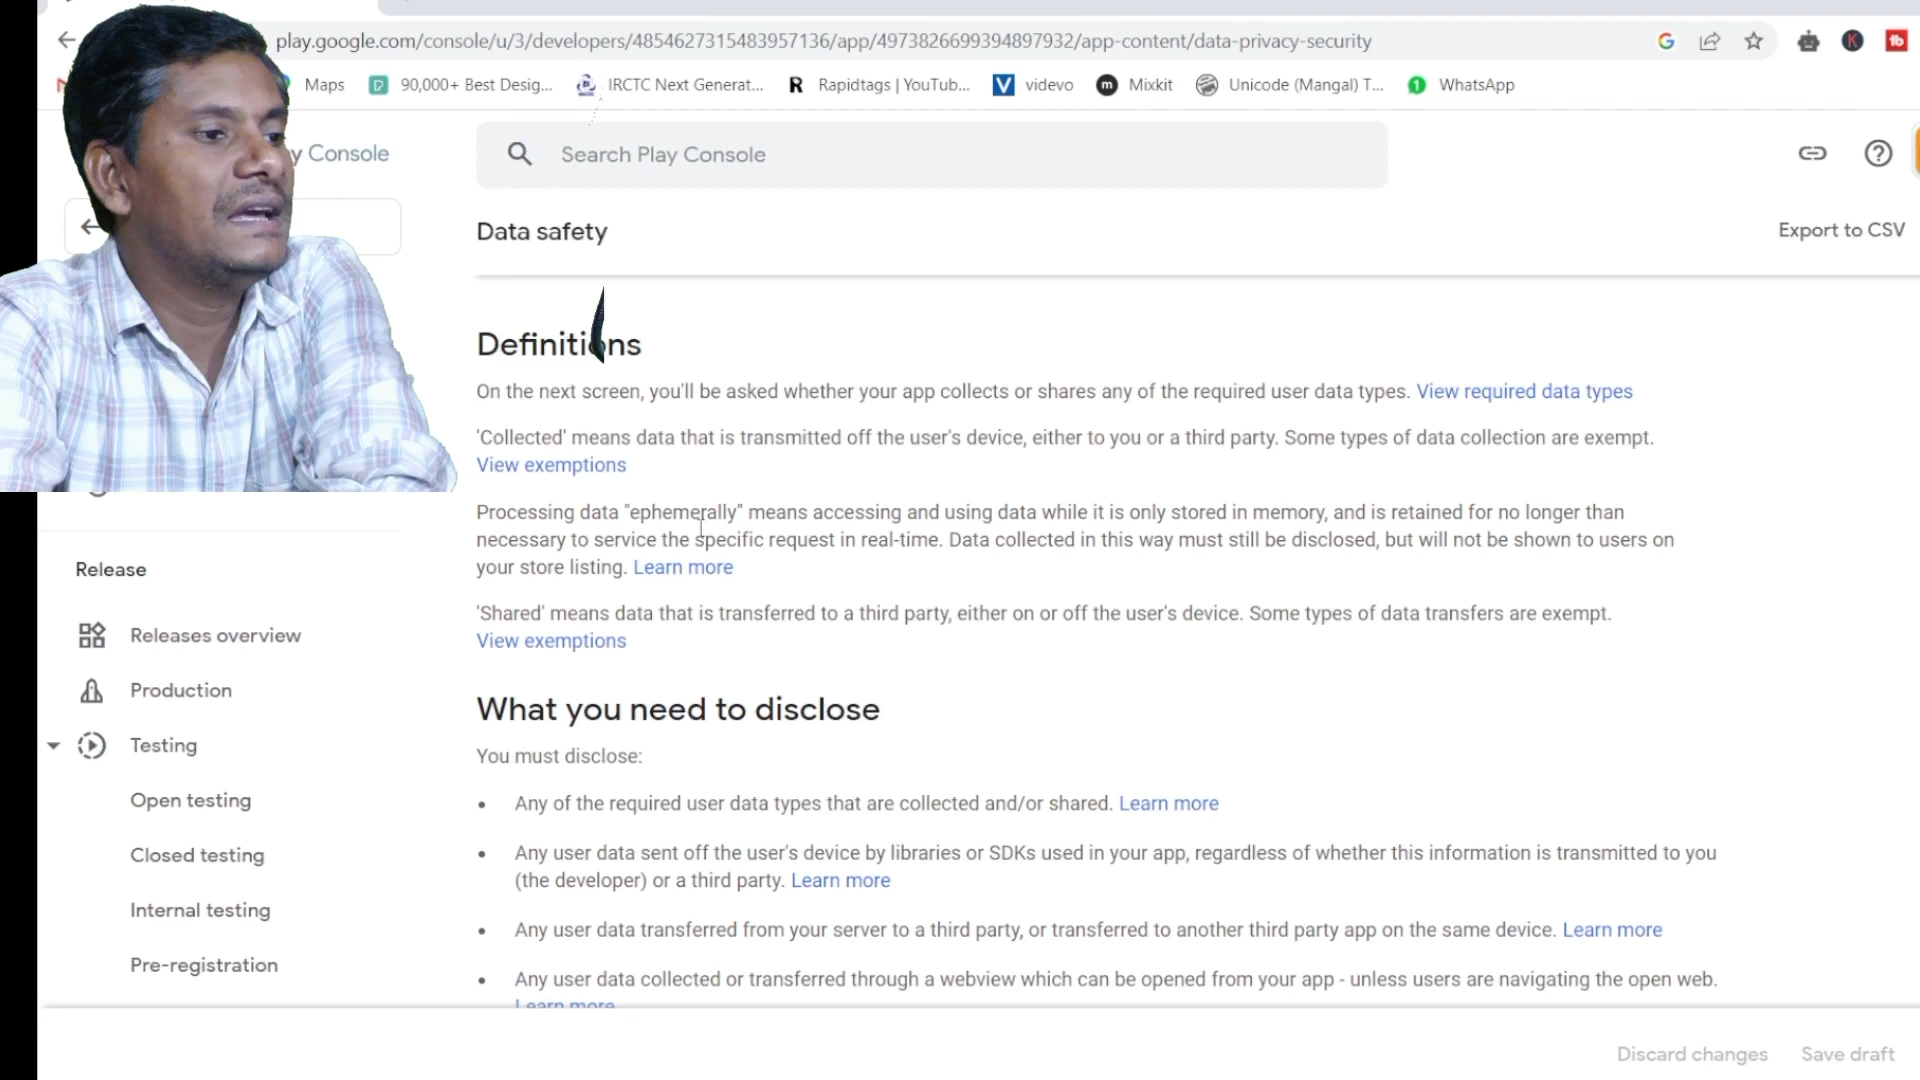 play.google.com/console/u/3/developers/4854627315483957136/app/4973826699394897932/app-content/data-privacy-security
Maps 90,000+ Best Desig... IRCTC Next Generat... Rapidtags | YouTub... videvo Mixkit Unicode (Mangal) T... WhatsApp
y Console
Search Play Console
Data safety
Export to CSV
Definitions
On the next screen, you'll be asked whether your app collects or shares any of the required user data types. View required data types
'Collected' means data that is transmitted off the user's device, either to you or a third party. Some types of data collection are exempt.
View exemptions
Processing data "ephemerally" means accessing and using data while it is only stored in memory, and is retained for no longer than
necessary to service the specific request in real-time. Data collected in this way must still be disclosed, but will not be shown to users on
your store listing. Learn more
'Shared' means data that is transferred to a third party, either on or off the user's device. Some types of data transfers are exempt.
View exemptions
What you need to disclose
You must disclose:
• Any of the required user data types that are collected and/or shared. Learn more
• Any user data sent off the user's device by libraries or SDKs used in your app, regardless of whether this information is transmitted to you
(the developer) or a third party. Learn more
• Any user data transferred from your server to a third party, or transferred to another third party app on the same device. Learn more
• Any user data collected or transferred through a webview which can be opened from your app - unless users are navigating the open web.
Learn more
Release
Releases overview
Production
Testing
Open testing
Closed testing
Internal testing
Pre-registration
Discard changes
Save draft